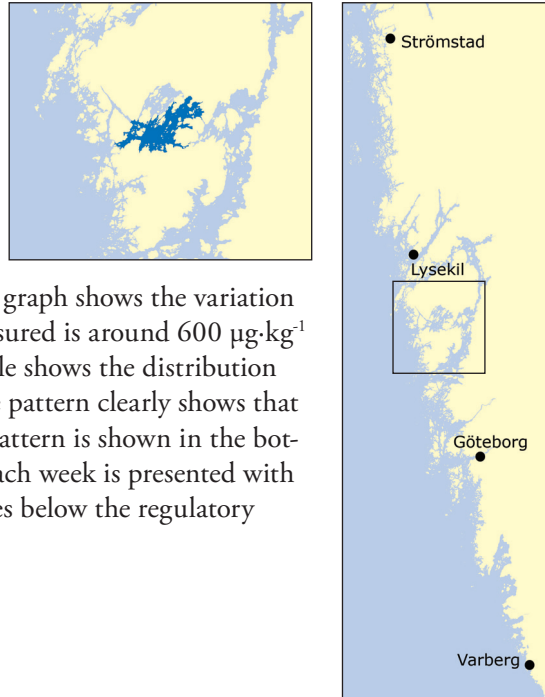 Strömstad
Lysekil
graph shows the variation
sured is around 600 µg·kg⁻¹
le shows the distribution
e pattern clearly shows that
attern is shown in the bot-
ach week is presented with
es below the regulatory
Göteborg
Varberg